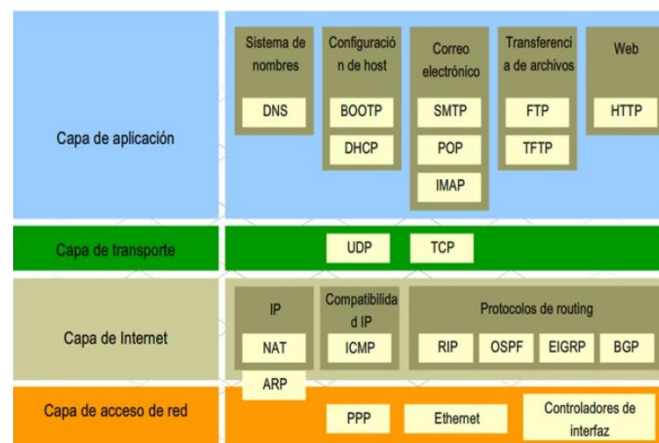 Capa de aplicación
Sistema de
nombres
DNS
Configuració
n de host
BOOTP
DHCP
Correo
electrónico
SMTP
POP
IMAP
Transferenci
a de archivos
FTP
TFTP
Web
HTTP
Capa de transporte
UDP
TCP
Capa de Internet
IP
NAT
ARP
Compatibilida
d IP
ICMP
Protocolos de routing
RIP
OSPF
EIGRP
BGP
Capa de acceso de red
PPP
Ethernet
Controladores de
interfaz